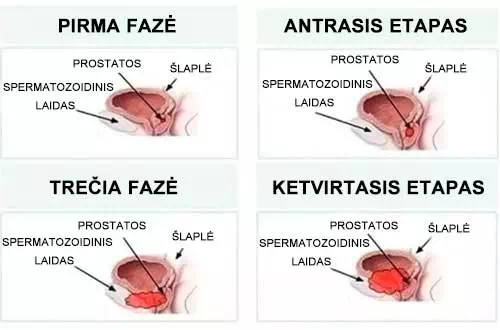 PIRMA FAZĖ
PROSTATOS
ŠLAPLĖ
SPERMATOZOIDINIS
LAIDAS
ANTRASIS ETAPAS
PROSTATOS
ŠLAPLĖ
SPERMATOZOIDINIS
LAIDAS
TREČIA FAZĖ
PROSTATOS
ŠLAPLĖ
SPERMATOZOIDINIS
LAIDAS
KETVIRTASIS ETAPAS
PROSTATOS
ŠLAPLĖ
SPERMATOZOIDINIS
LAIDAS